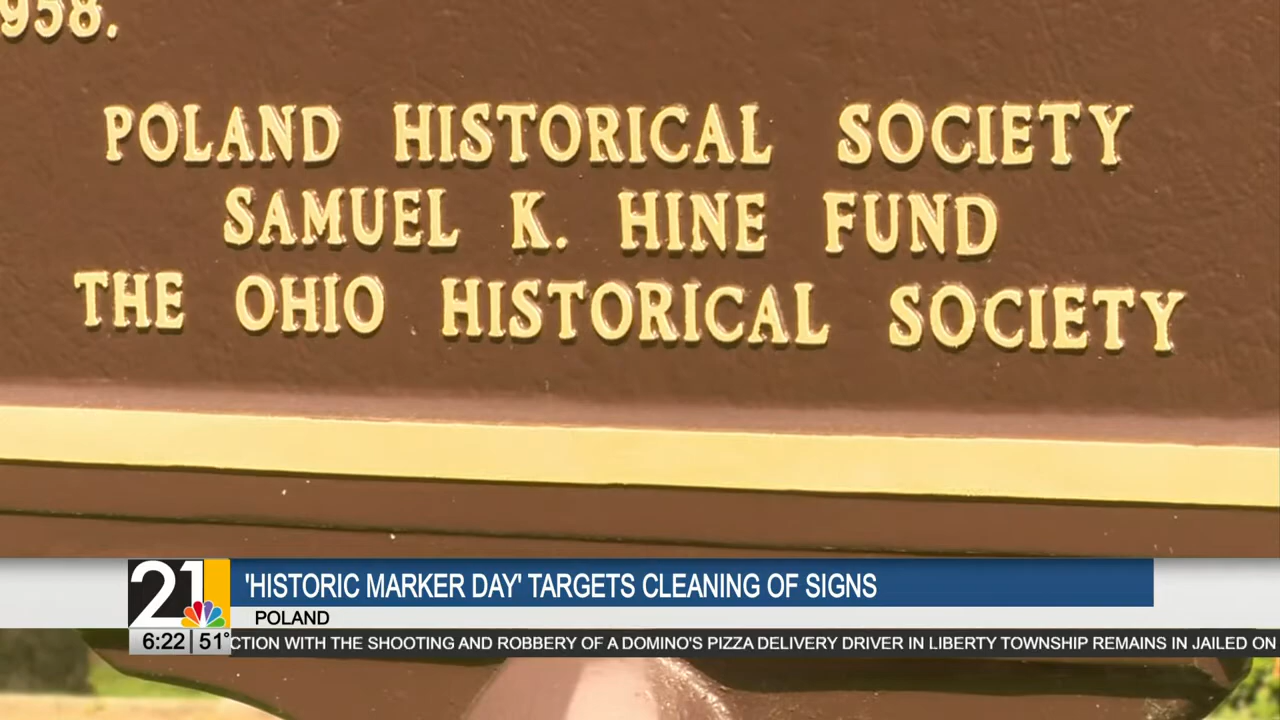 958.
POLAND HISTORICAL SOCIETY
SAMUEL K. HINE FUND
THE OHIO HISTORICAL SOCIETY
21 'HISTORIC MARKER DAY' TARGETS CLEANING OF SIGNS
POLAND
6:22 51° CTION WITH THE SHOOTING AND ROBBERY OF A DOMINO'S PIZZA DELIVERY DRIVER IN LIBERTY TOWNSHIP REMAINS IN JAILED ON